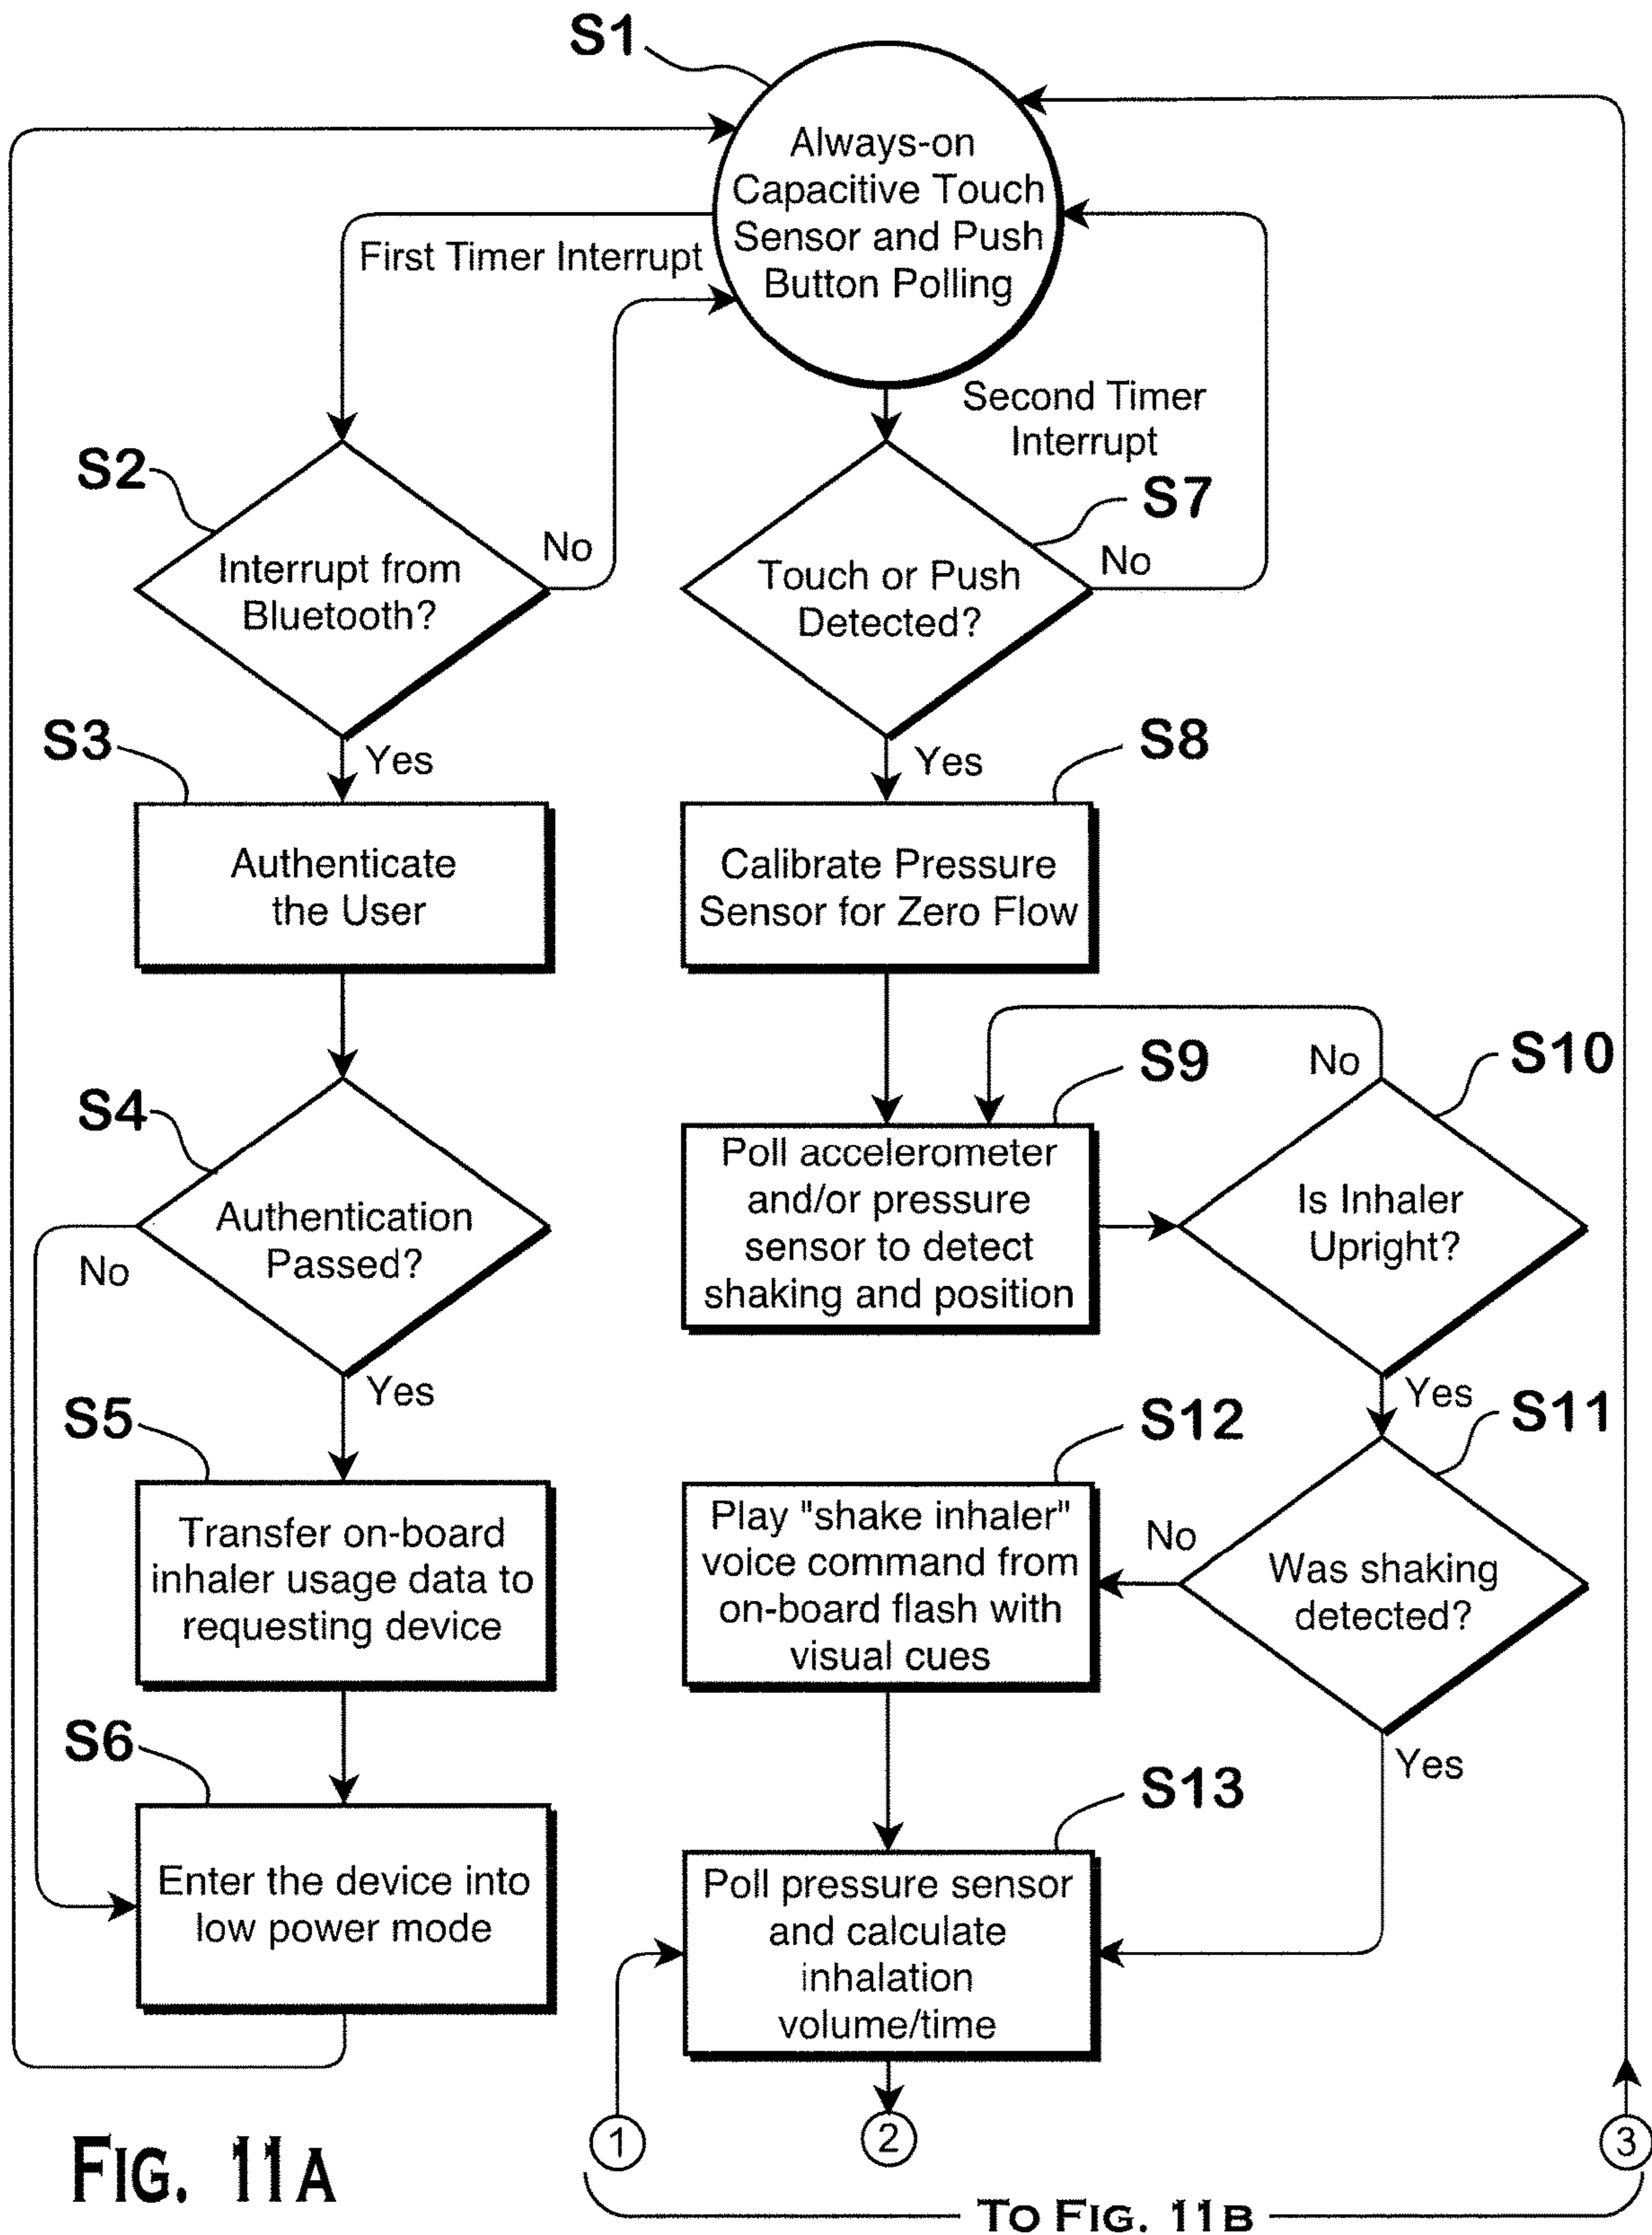 S1
Always-on
Capacitive Touch
Sensor and Push
Button Polling
First Timer Interrupt
Second Timer
Interrupt
S2
Interrupt from
Bluetooth?
No
Yes
S7
Touch or Push
Detected?
No
Yes
S3
Authenticate
the User
S8
Calibrate Pressure
Sensor for Zero Flow
S4
Authentication
Passed?
No
Yes
S9
Poll accelerometer
and/or pressure
sensor to detect
shaking and position
S10
No
Is Inhaler
Upright?
Yes
S5
Transfer on-board
inhaler usage data to
requesting device
S12
Play "shake inhaler"
voice command from
on-board flash with
visual cues
S11
No
Was shaking
detected?
Yes
S6
Enter the device into
low power mode
S13
Poll pressure sensor
and calculate
inhalation
volume/time
1
2
3
FIG. 11A
TO FIG. 11B